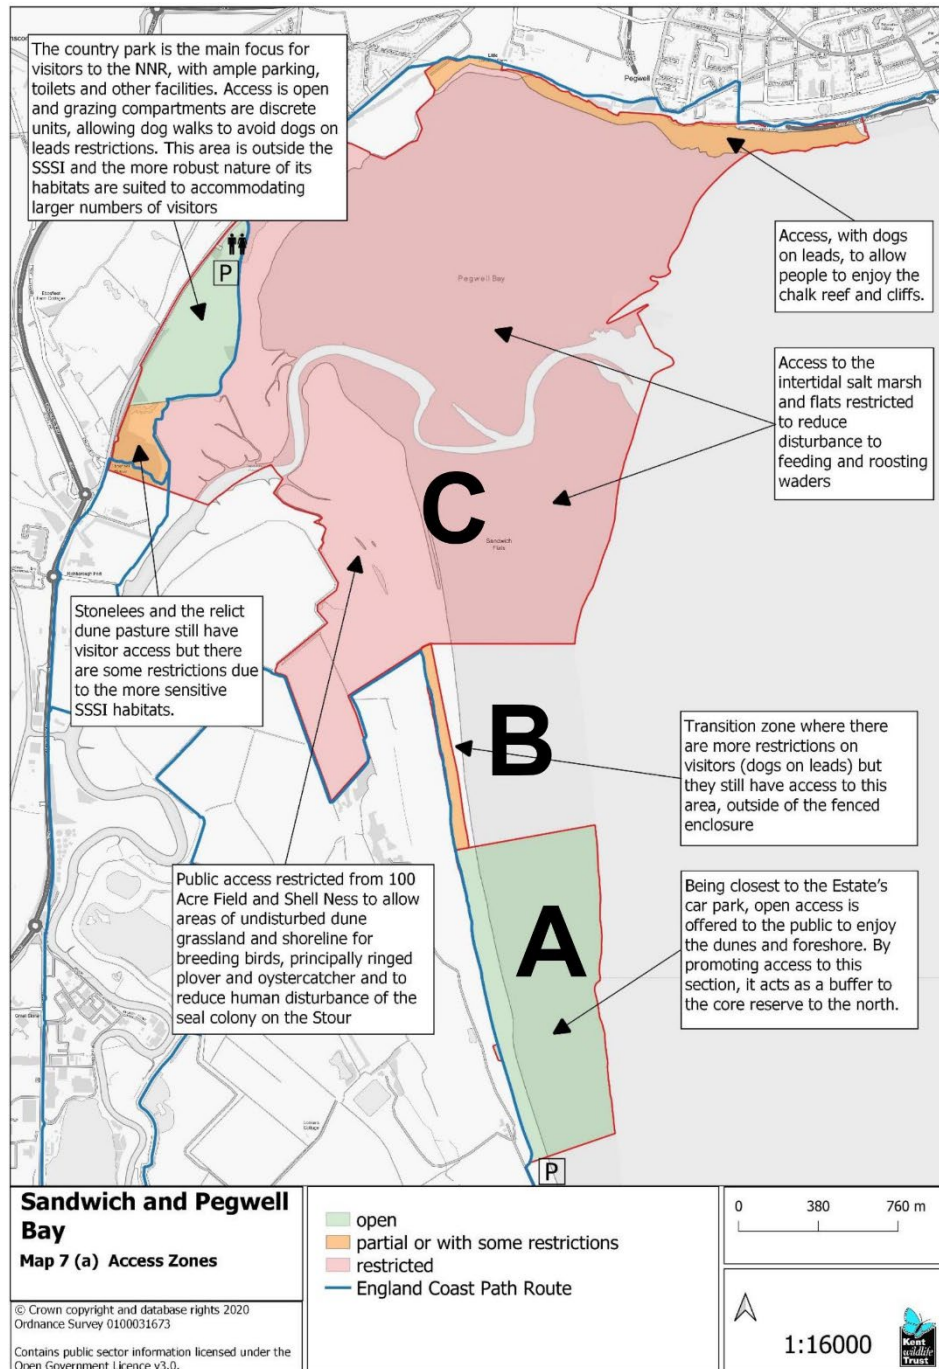 The country park is the main focus for
visitors to the NNR, with ample parking,
toilets and other facilities. Access is open
and grazing compartments are discrete
units, allowing dog walks to avoid dogs on
leads restrictions. This area is outside the
SSSI and the more robust nature of its
habitats are suited to accommodating
larger numbers of visitors
Pegwell
P
Pegwell Bay
Access, with dogs
on leads, to allow
people to enjoy the
chalk reef and cliffs.
Access to the
intertidal salt marsh
and flats restricted
to reduce
disturbance to
feeding and roosting
waders
C
Sandwich
Flats
Stonelees and the relict
dune pasture still have
visitor access but there
are some restrictions due
to the more sensitive
SSSI habitats.
B
Transition zone where there
are more restrictions on
visitors (dogs on leads) but
they still have access to this
area, outside of the fenced
enclosure
Public access restricted from 100
Acre Field and Shell Ness to allow
areas of undisturbed dune
grassland and shoreline for
breeding birds, principally ringed
plover and oystercatcher and to
reduce human disturbance of the
seal colony on the Stour
A
Being closest to the Estate's
car park, open access is
offered to the public to enjoy
the dunes and foreshore. By
promoting access to this
section, it acts as a buffer to
the core reserve to the north.
P
Sandwich and Pegwell
Bay
Map 7 (a) Access Zones
© Crown copyright and database rights 2020
Ordnance Survey 0100031673
Contains public sector information licensed under the
Open Government Licence v3.0.
open
partial or with some restrictions
restricted
England Coast Path Route
0 380 760 m
1:16000
Kent
Wildlife
Trust